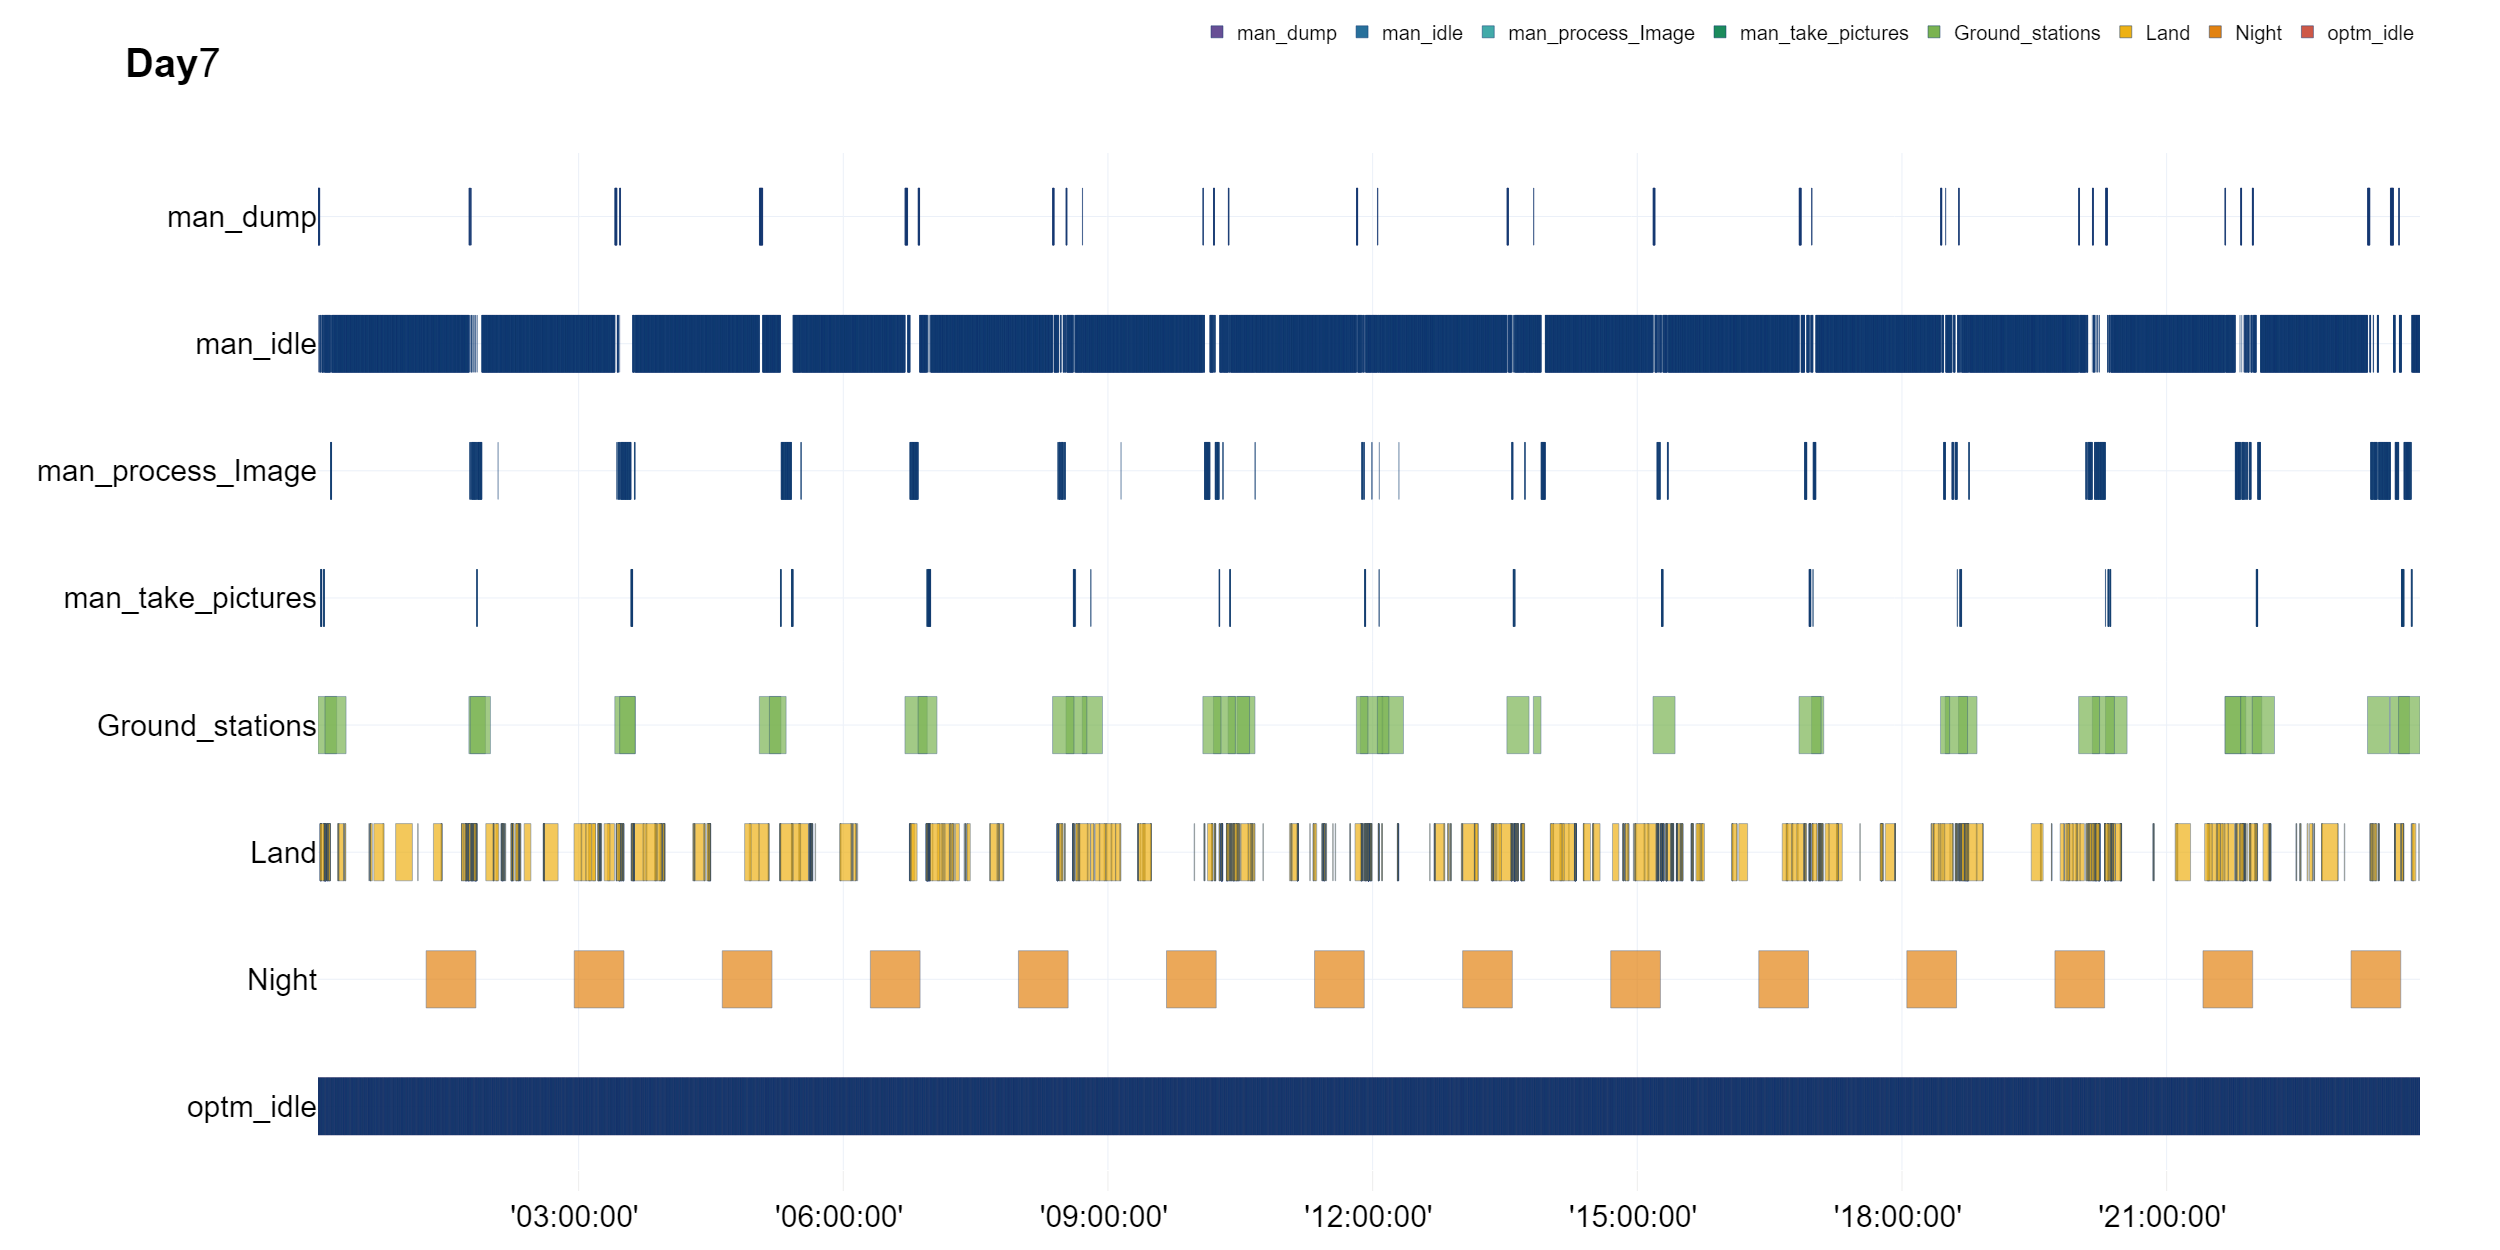 man_dump man_idle man_process_Image man_take_pictures Ground_stations Land Night optm_idle
Day7
man_dump
man_idle
man_process_Image
man_take_pictures
Ground_stations
Land
Night
optm_idle
'03:00:00' '06:00:00' '09:00:00' '12:00:00' '15:00:00' '18:00:00' '21:00:00'